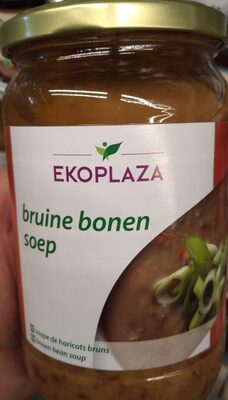 EKOPLAZA
bruine bonen
soep
soupe de haricots bruns
brown bean soup